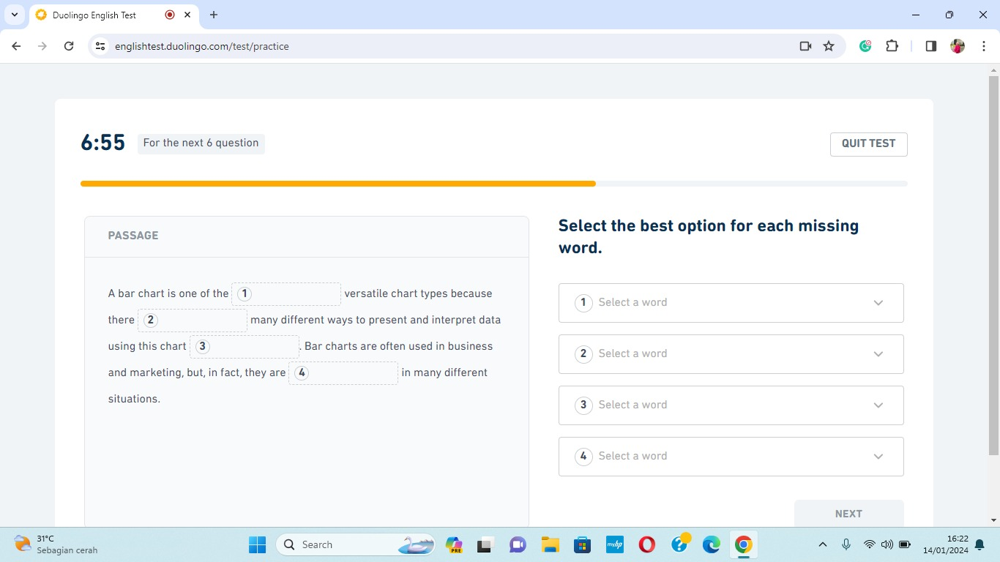 Duolingo English Test
englishtest.duolingo.com/test/practice
6:55 For the next 6 question QUIT TEST
PASSAGE
A bar chart is one of the 1 versatile chart types because
there 2 many different ways to present and interpret data
using this chart 3 . Bar charts are often used in business
and marketing, but, in fact, they are 4 in many different
situations.
Select the best option for each missing
word.
1 Select a word
2 Select a word
3 Select a word
4 Select a word
NEXT
31°C
Sebagian cerah
Search
PRE
myhp
16:22
14/01/2024